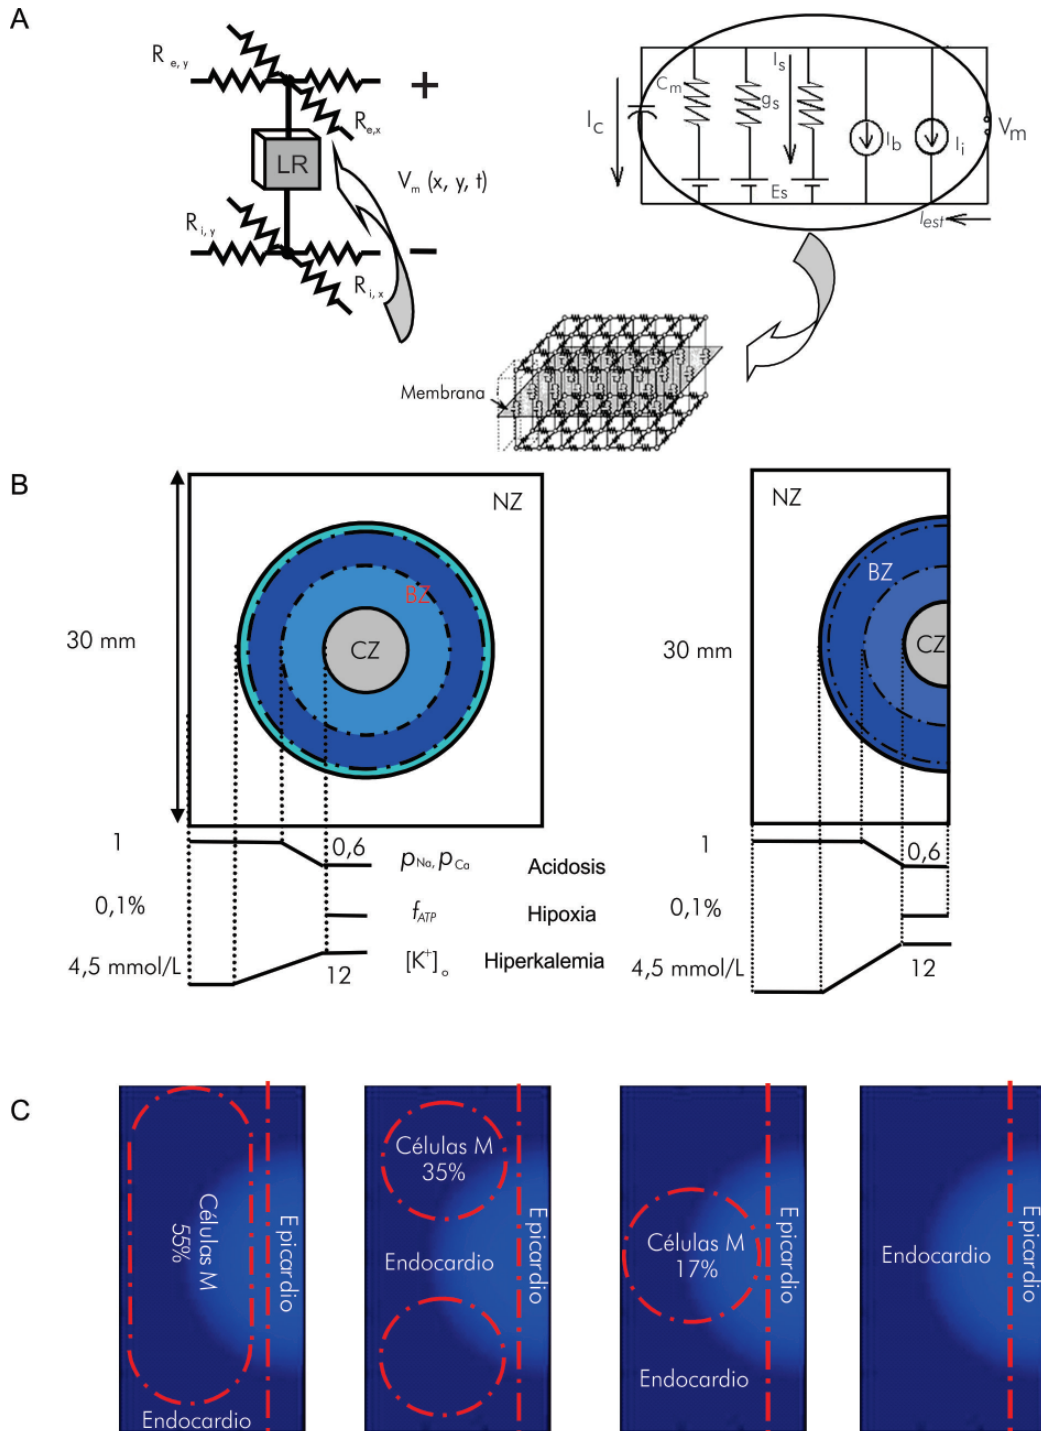 A
R e, y
R e,x
+
LR
V m (x, y, t)
R i, y
R i, x
−
I c
C m
g s
I s
E s
I b
I i
V m
I est
Membrana
B
NZ
BZ
CZ
30 mm
1
0,6
p Na, p Ca
Acidosis
0,1%
f ATP
Hipoxia
4,5 mmol/L
12
[K+] o
Hiperkalemia
NZ
BZ
CZ
30 mm
1
0,6
0,1%
4,5 mmol/L
12
C
Células M
55%
Epicardio
Endocardio
Células M
35%
Endocardio
Epicardio
Células M
17%
Epicardio
Endocardio
Endocardio
Epicardio